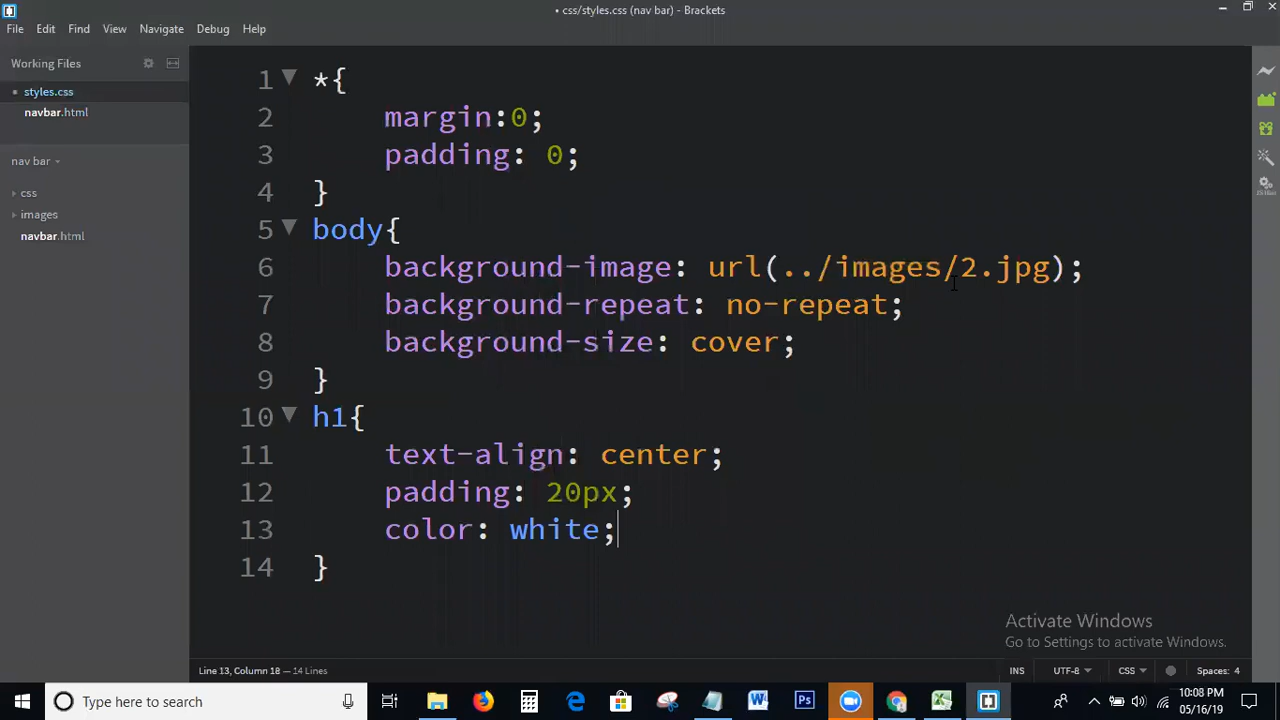 • css/styles.css (nav bar) - Brackets
File Edit Find View Navigate Debug Help
Working Files
• styles.css
navbar.html
nav bar
css
images
navbar.html
1 *{
2 margin:0;
3 padding: 0;
4 }
5 body{
6 background-image: url(../images/2.jpg);
7 background-repeat: no-repeat;
8 background-size: cover;
9 }
10 h1{
11 text-align: center;
12 padding: 20px;
13 color: white;
14 }
Activate Windows
Go to Settings to activate Windows.
Line 13, Column 18 — 14 Lines
INS UTF-8 CSS Spaces: 4
Type here to search
10:08 PM
05/16/19